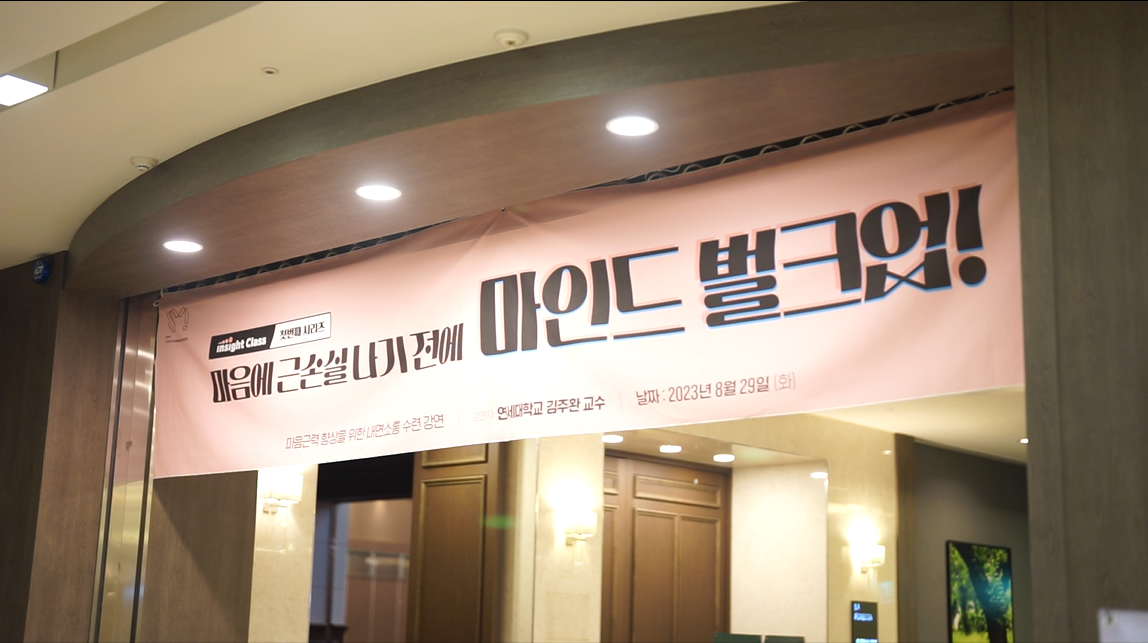 insight Class 첫번째 시리즈
마음에 근손실 나기 전에 마인드 벌크업!
마음근력 향상을 위한 내면소통 수련 강연 연세대학교 김주환 교수 날짜 : 2023년 8월 29일 [화]